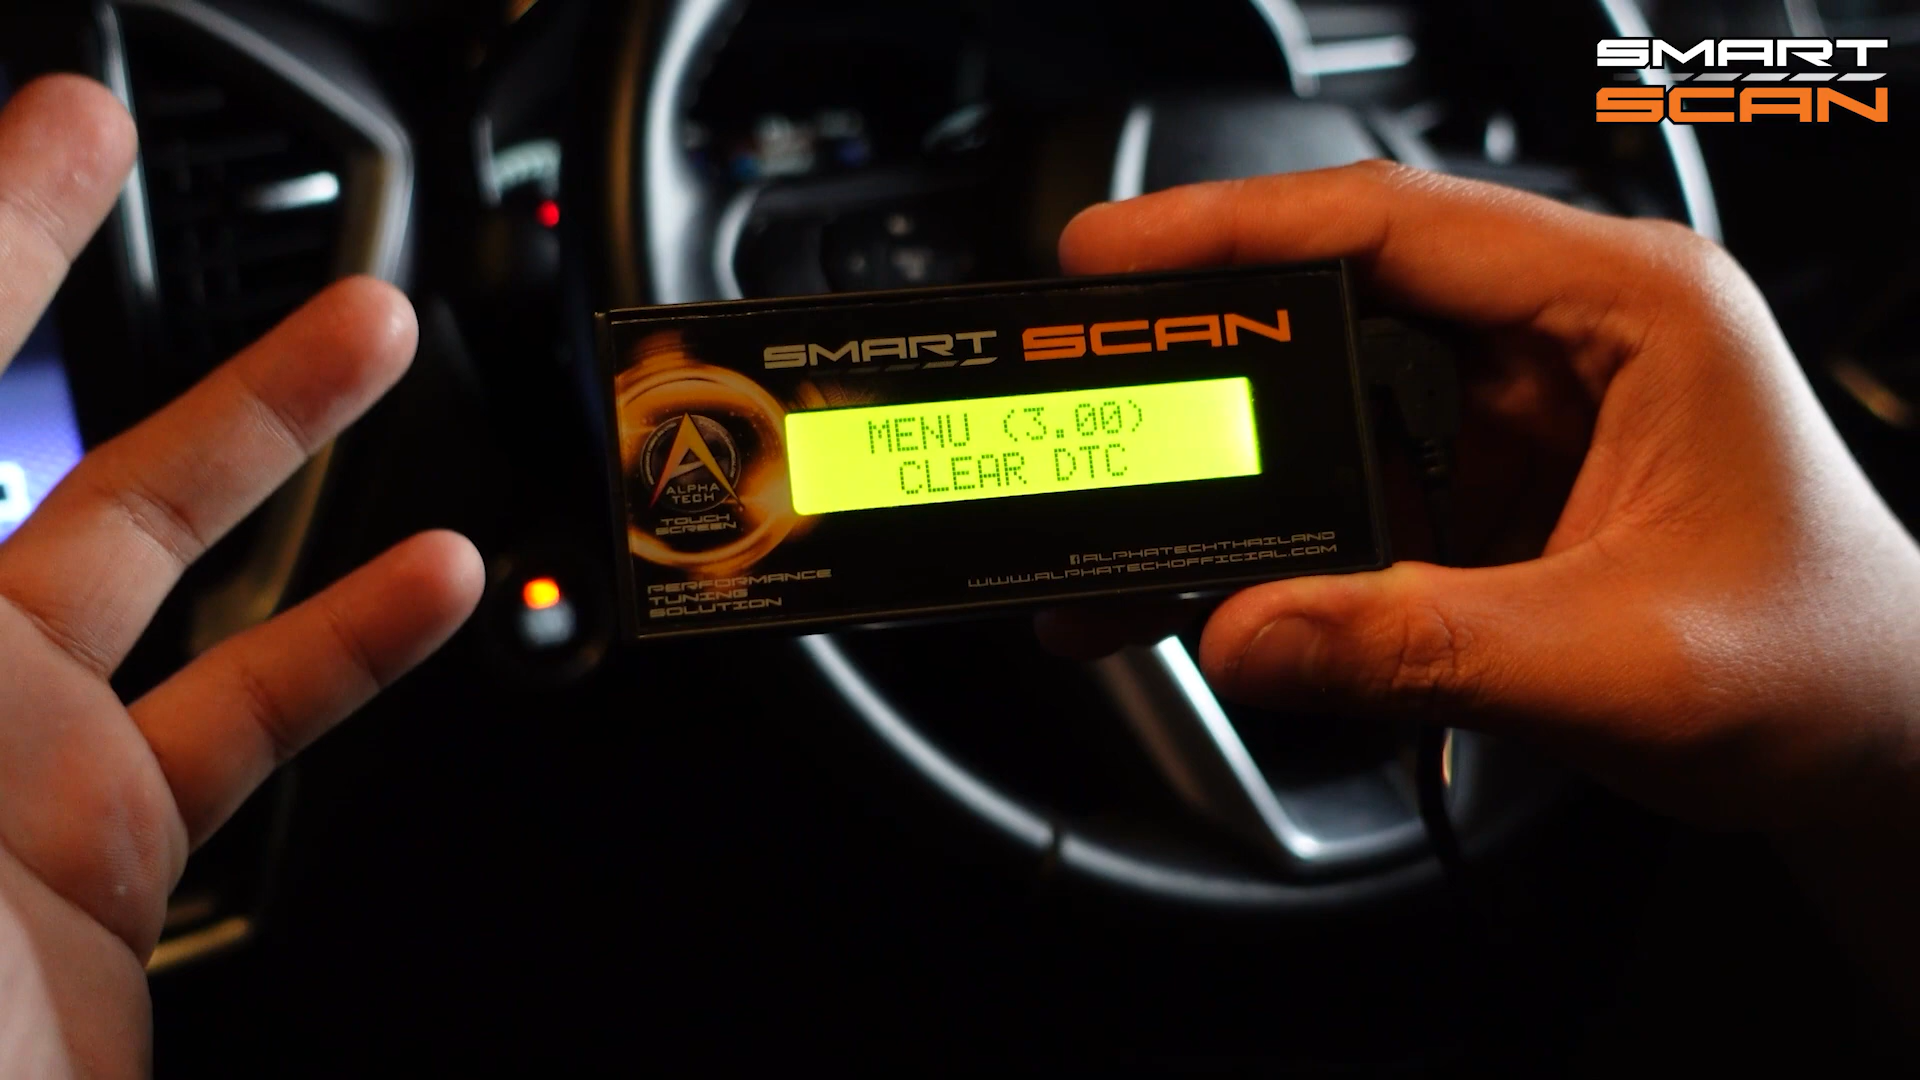 SMART
SCAN
SMART SCAN
MENU (3.00)
CLEAR DTC
ALPHA
TECH
TOUCH
SCREEN
PERFORMANCE
TUNING
SOLUTION
ALPHATECHTHAILAND
WWW.ALPHATECHOFFICIAL.COM